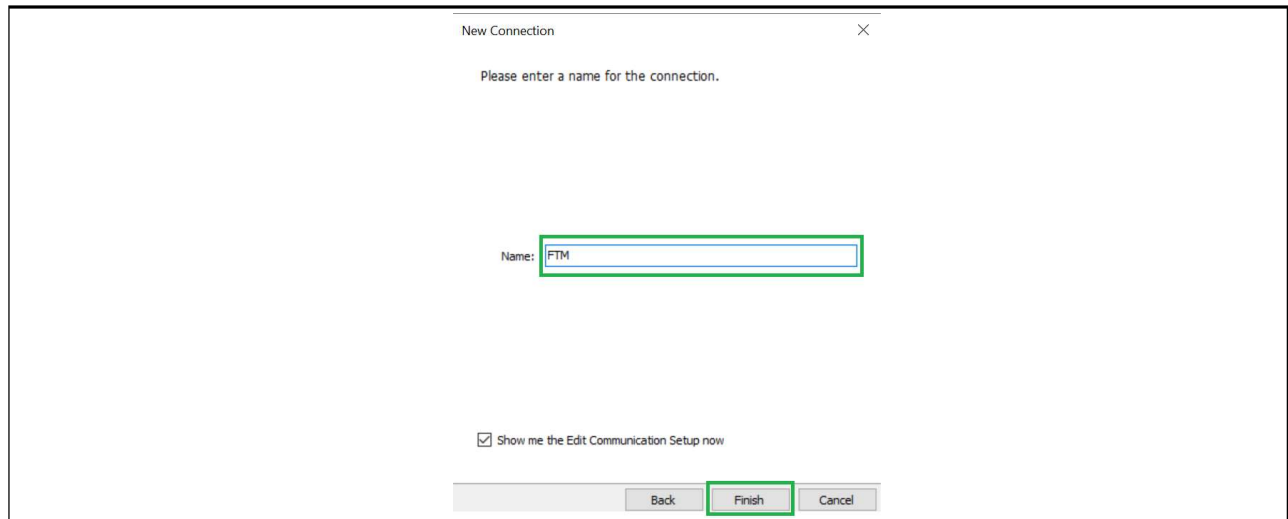 New Connection
Please enter a name for the connection.
Name: FTM
Show me the Edit Communication Setup now
Back Finish Cancel